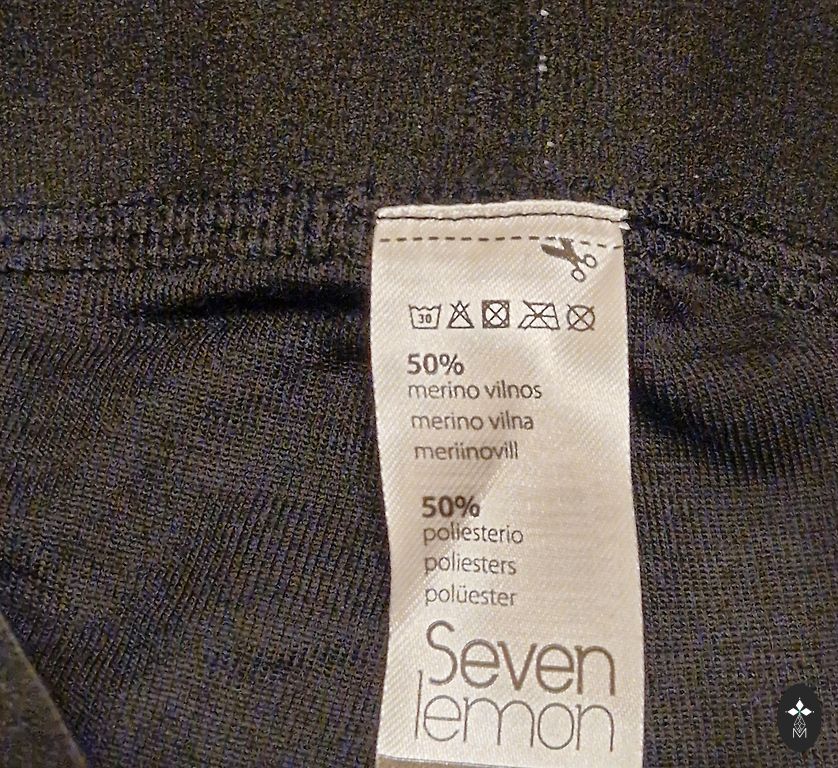 30
50%
merino vilnos
merino vilna
meriinovill
50%
poliesterio
poliesters
polüester
Seven
lemon
M